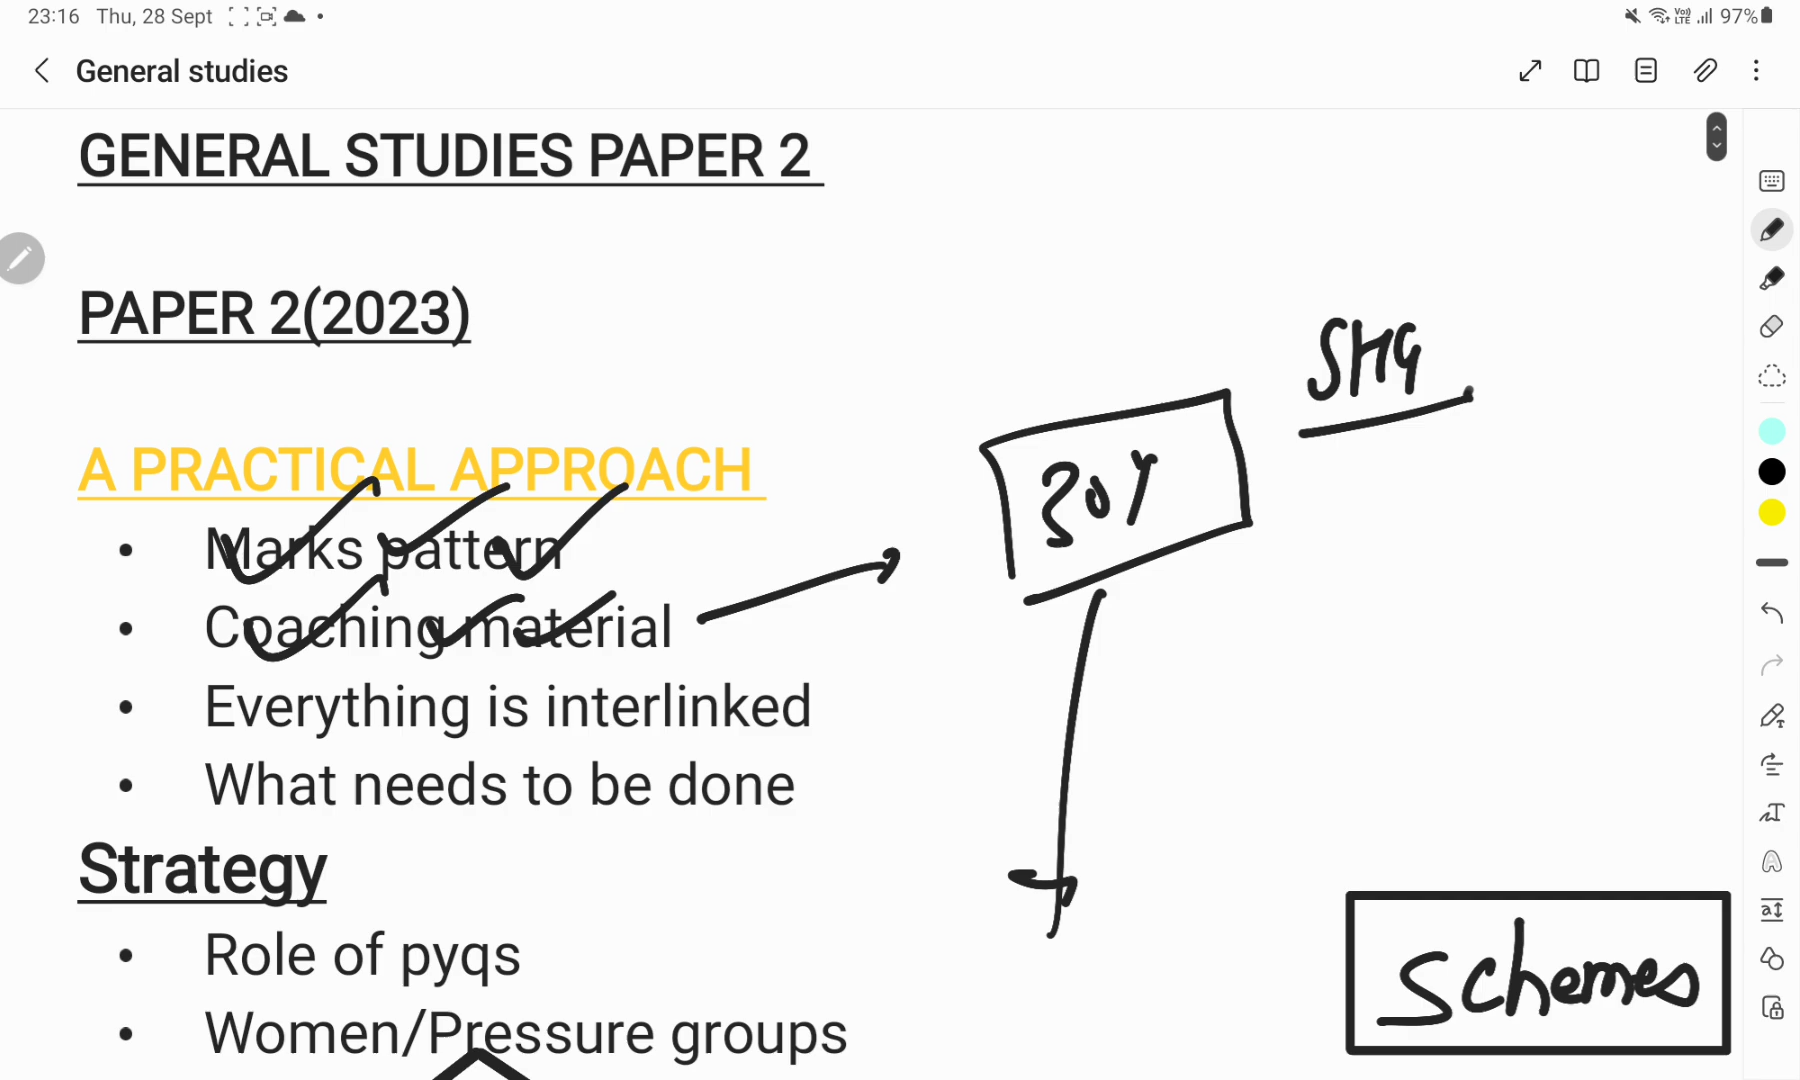 23:16 Thu, 28 Sept
Vo)) LTE 97%
General studies
GENERAL STUDIES PAPER 2
PAPER 2(2023)
SHG
A PRACTICAL APPROACH
• Marks pattern
• Coaching material
• Everything is interlinked
• What needs to be done
Strategy
• Role of pyqs
schemes
• Women/Pressure groups